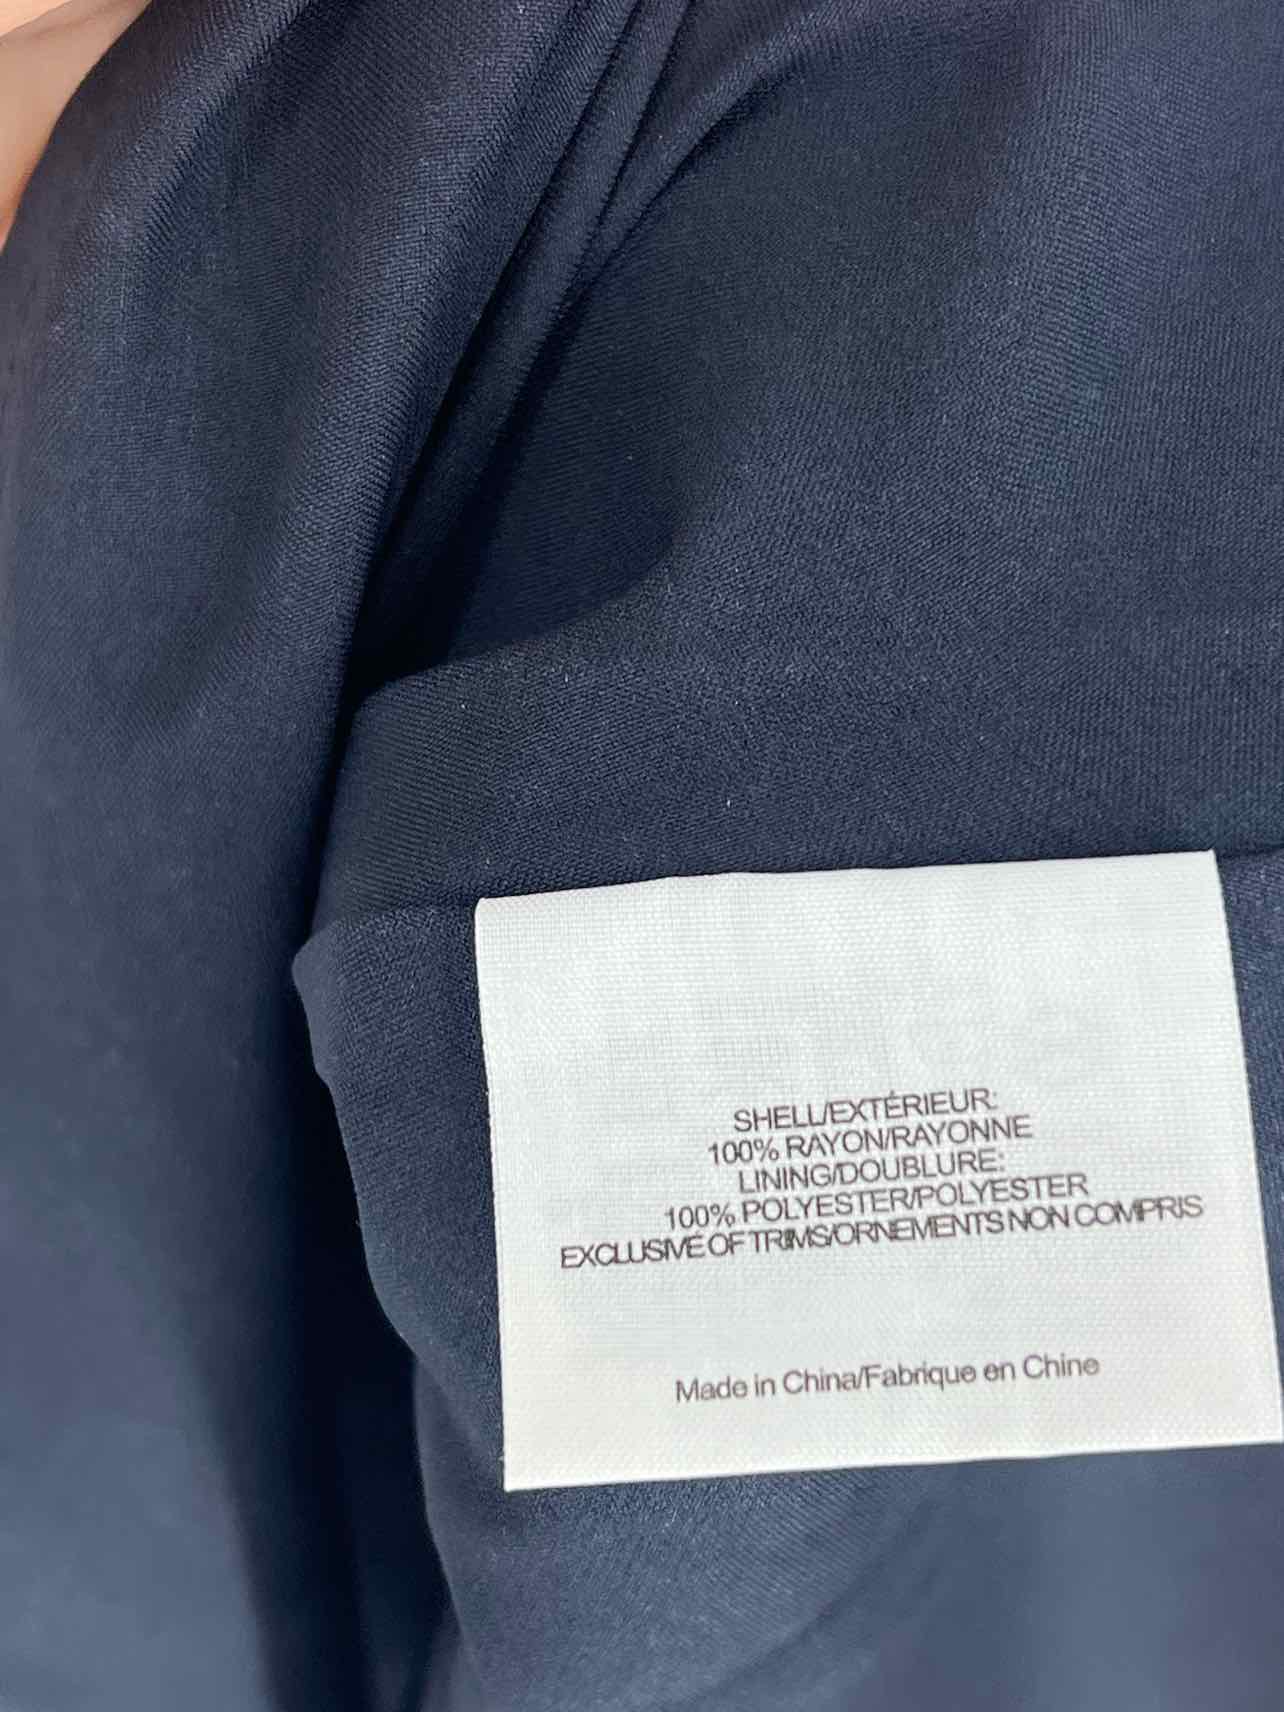 SHELL/EXTÉRIEUR:
100% RAYON/RAYONNE
LINING/DOUBLURE:
100% POLYESTER/POLYESTER
EXCLUSIVE OF TRIMS/ORNEMENTS NON COMPRIS
Made in China/Fabrique en Chine